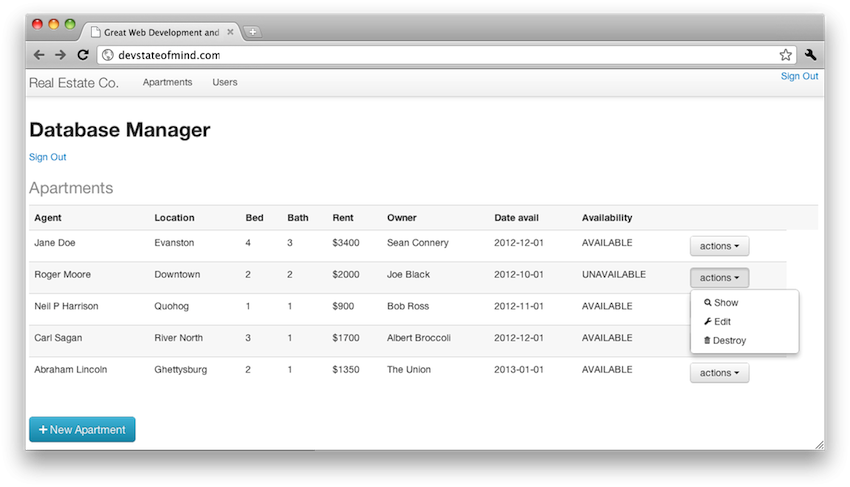 Great Web Development and
devstateofmind.com
Real Estate Co. Apartments Users Sign Out
Database Manager
Sign Out
Apartments
Agent Location Bed Bath Rent Owner Date avail Availability
Jane Doe Evanston 4 3 $3400 Sean Connery 2012-12-01 AVAILABLE actions
Roger Moore Downtown 2 2 $2000 Joe Black 2012-10-01 UNAVAILABLE actions
Neil P Harrison Quohog 1 1 $900 Bob Ross 2012-11-01 AVAILABLE
Show
Edit
Carl Sagan River North 3 1 $1700 Albert Broccoli 2012-12-01 AVAILABLE
Destroy
Abraham Lincoln Ghettysburg 2 1 $1350 The Union 2013-01-01 AVAILABLE actions
+ New Apartment